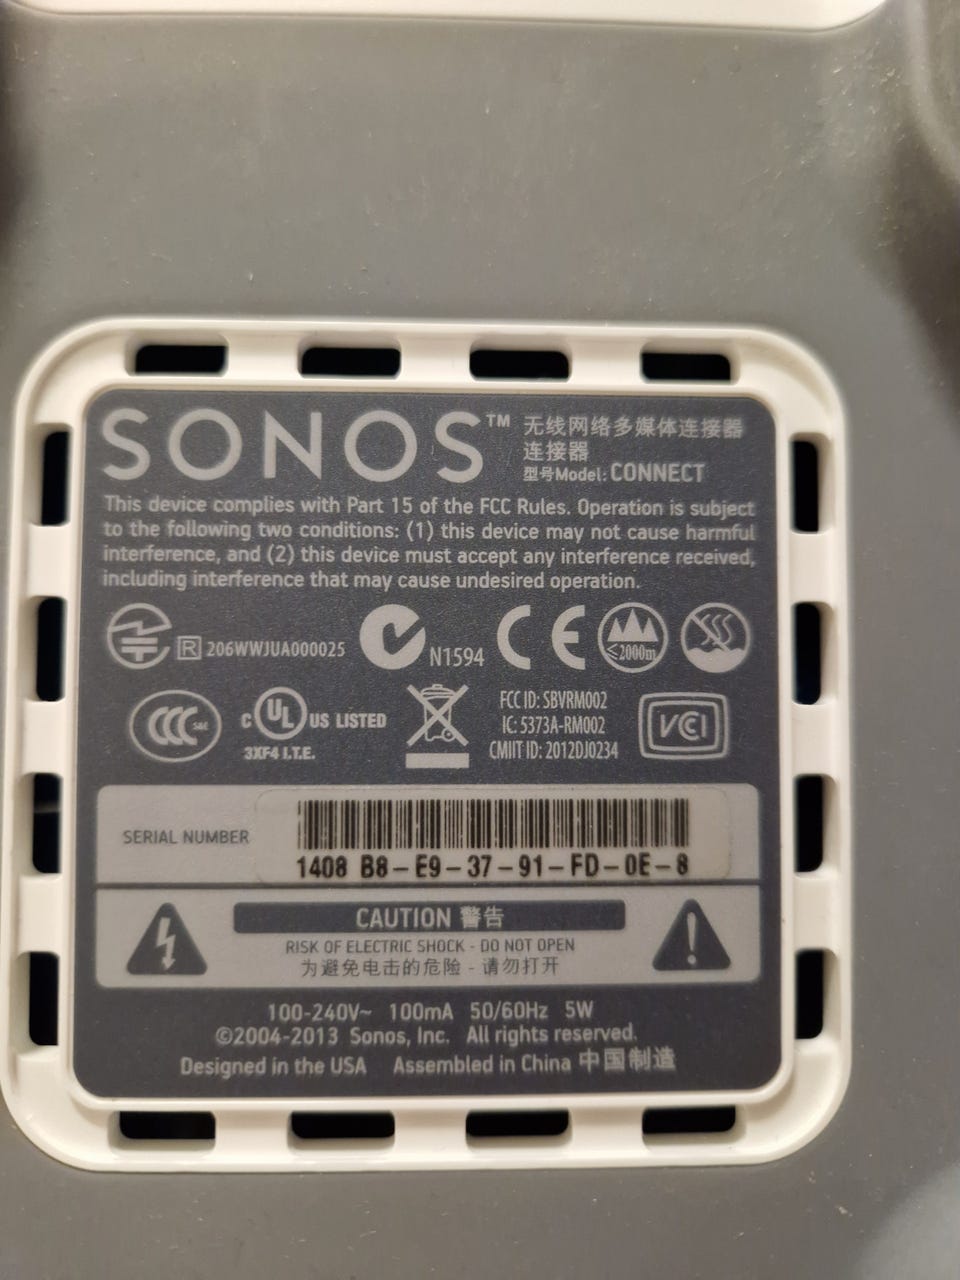 SONOS™ 无线网络多媒体连接器
连接器
型号Model: CONNECT
This device complies with Part 15 of the FCC Rules. Operation is subject
to the following two conditions: (1) this device may not cause harmful
interference, and (2) this device must accept any interference received,
including interference that may cause undesired operation.
R 206WWJUA000025
N1594
CE
≤2000m
CCC S&E
C UL US LISTED
3XF4 I.T.E.
FCC ID: SBVRM002
IC: 5373A-RM002
CMIIT ID: 2012DJ0234
VCI
SERIAL NUMBER
1408 B8-E9-37-91-FD-0E-8
CAUTION 警告
RISK OF ELECTRIC SHOCK - DO NOT OPEN
为避免电击的危险 - 请勿打开
100-240V~ 100mA 50/60Hz 5W
©2004-2013 Sonos, Inc. All rights reserved.
Designed in the USA Assembled in China 中国制造